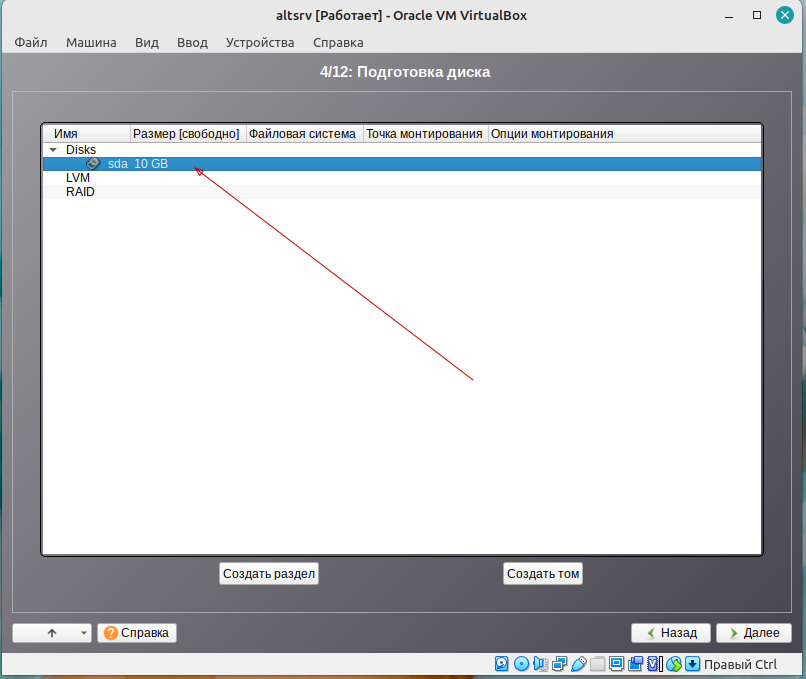 altsrv [Работает] - Oracle VM VirtualBox
Файл Машина Вид Ввод Устройства Справка
4/12: Подготовка диска
Имя Размер [свободно] Файловая система Точка монтирования Опции монтирования
Disks
sda 10 GB
LVM
RAID
Создать раздел Создать том
Справка Назад Далее
Правый Ctrl